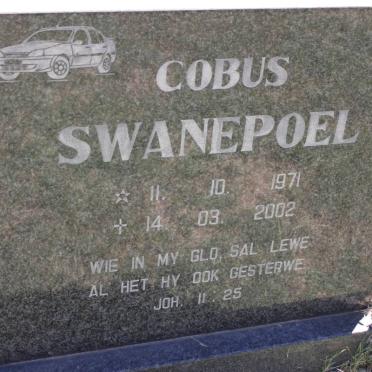 COBUS
SWANEPOEL
☆ 11. 10. 1971
✢ 14. 03. 2002
WIE IN MY GLO, SAL LEWE
AL HET HY OOK GESTERWE
JOH. 11. 25